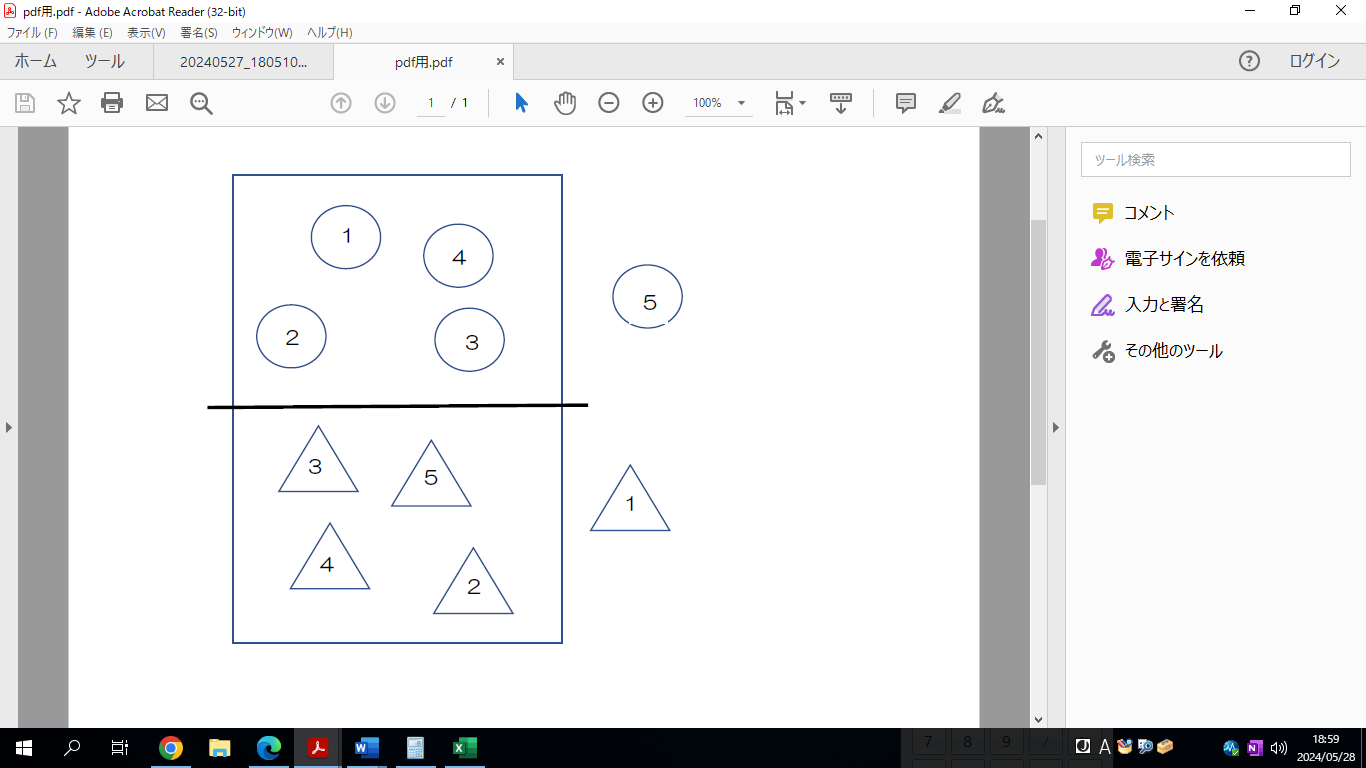 pdf用.pdf - Adobe Acrobat Reader (32-bit)
ファイル(F) 編集(E) 表示(V) 署名(S) ウィンドウ(W) ヘルプ(H)
ホーム ツール 20240527_180510... pdf用.pdf × ログイン
1 / 1 100%
ツール検索
コメント
電子サインを依頼
入力と署名
その他のツール
1
4
5
2
3
3
5
1
4
2
7 8 9 /
A
18:59
2024/05/28